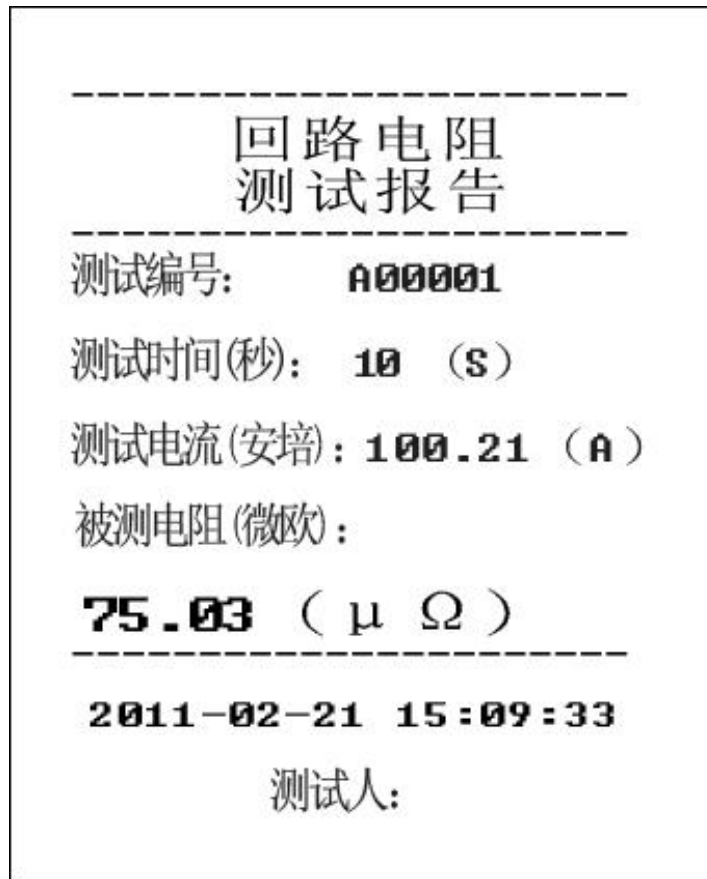 回路电阻
测试报告
测试编号: A00001
测试时间(秒): 10 (S)
测试电流(安培): 100.21 (A)
被测电阻(微欧):
75.03 (μ Ω)
2011-02-21 15:09:33
测试人: